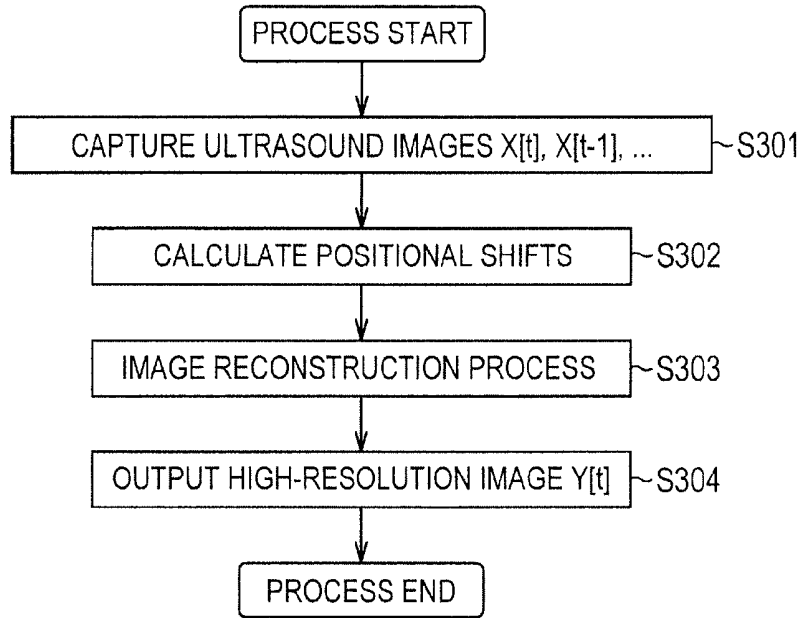 PROCESS START
CAPTURE ULTRASOUND IMAGES X[t], X[t-1], ... ~S301
CALCULATE POSITIONAL SHIFTS ~S302
IMAGE RECONSTRUCTION PROCESS ~S303
OUTPUT HIGH-RESOLUTION IMAGE Y[t] ~S304
PROCESS END